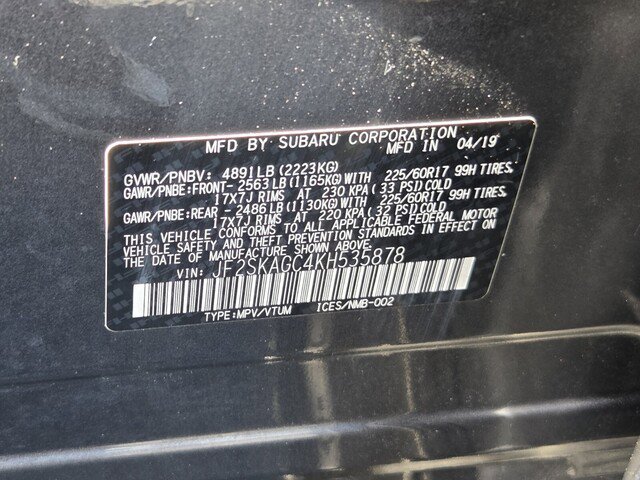 MFD BY SUBARU CORPORATION MFD IN 04/19
GVWR/PNBV: 4891LB (2223KG)
GAWR/PNBE:FRONT- 2563LB (1165KG) WITH 225/60R17 99H TIRES,
17X7J RIMS AT 230 KPA (33 PSI) COLD
GAWR/PNBE:REAR - 2486LB (1130KG) WITH 225/60R17 99H TIRES,
17X7J RIMS AT 220 KPA (32 PSI) COLD
THIS VEHICLE CONFORMS TO ALL APPLICABLE FEDERAL MOTOR
VEHICLE SAFETY AND THEFT PREVENTION STANDARDS IN EFFECT
ON THE DATE OF MANUFACTURE SHOWN ABOVE.
VIN: JF2SKAGC4KH535878
TYPE:MPV/VTUM ICES/NMB-002